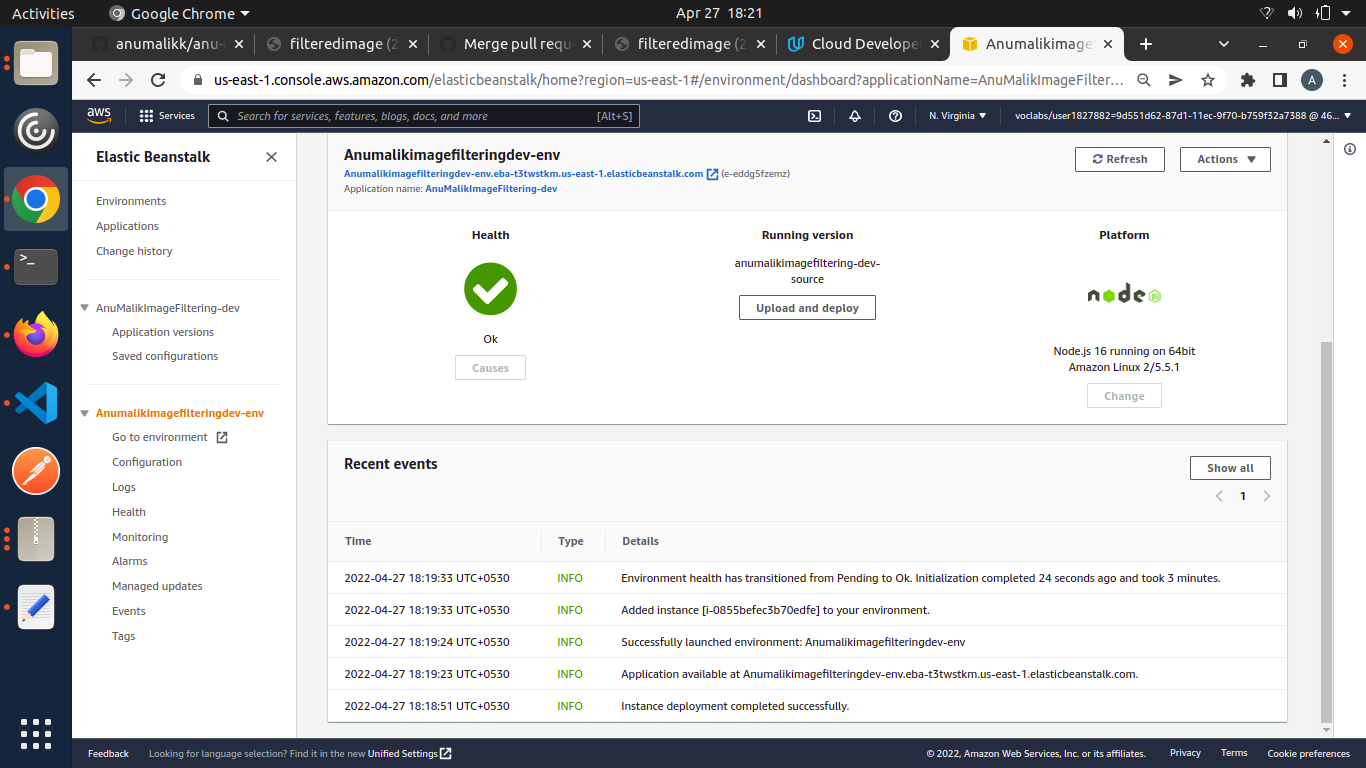 Activities
Google Chrome
Apr 27 18:21
anumalikk/anu-
filteredimage (2
Merge pull requ
filteredimage (2
Cloud Develope
Anumalikimage
us-east-1.console.aws.amazon.com/elasticbeanstalk/home?region=us-east-1#/environment/dashboard?applicationName=AnuMalikImageFilter…
A
aws
Services
Search for services, features, blogs, docs, and more
[Alt+S]
N. Virginia
voclabs/user1827882=9d551d62-87d1-11ec-9f70-b759f32a7388 @ 46...
Elastic Beanstalk
Environments
Applications
Change history
AnuMalikImageFiltering-dev
Application versions
Saved configurations
Anumalikimagefilteringdev-env
Go to environment
Configuration
Logs
Health
Monitoring
Alarms
Managed updates
Events
Tags
Anumalikimagefilteringdev-env
Anumalikimagefilteringdev-env.eba-t3twstkm.us-east-1.elasticbeanstalk.com (e-eddg5fzemz)
Application name: AnuMalikImageFiltering-dev
Refresh
Actions
Health
Ok
Causes
Running version
anumalikimagefiltering-dev-
source
Upload and deploy
Platform
node JS
Node.js 16 running on 64bit
Amazon Linux 2/5.5.1
Change
Recent events
Show all
1
Time Type Details
2022-04-27 18:19:33 UTC+0530 INFO Environment health has transitioned from Pending to Ok. Initialization completed 24 seconds ago and took 3 minutes.
2022-04-27 18:19:33 UTC+0530 INFO Added instance [i-0855befec3b70edfe] to your environment.
2022-04-27 18:19:24 UTC+0530 INFO Successfully launched environment: Anumalikimagefilteringdev-env
2022-04-27 18:19:23 UTC+0530 INFO Application available at Anumalikimagefilteringdev-env.eba-t3twstkm.us-east-1.elasticbeanstalk.com.
2022-04-27 18:18:51 UTC+0530 INFO Instance deployment completed successfully.
Feedback
Looking for language selection? Find it in the new Unified Settings
© 2022, Amazon Web Services, Inc. or its affiliates.
Privacy
Terms
Cookie preferences